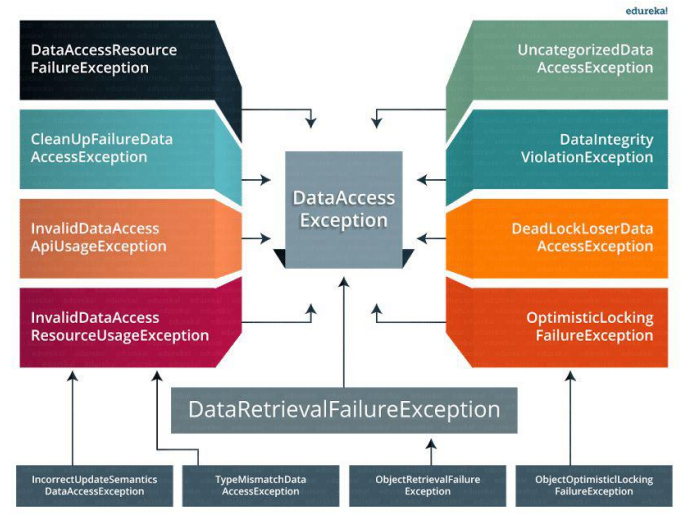 edureka!
DataAccessResource
FailureException
UncategorizedData
AccessException
CleanUpFailureData
AccessException
DataIntegrity
ViolationException
DataAccess
Exception
InvalidDataAccess
ApiUsageException
DeadLockLoserData
AccessException
InvalidDataAccess
ResourceUsageException
OptimisticLocking
FailureException
DataRetrievalFailureException
IncorrectUpdateSemantics
DataAccessException
TypeMismatchData
AccessException
ObjectRetrievalFailure
Exception
ObjectOptimisticlLocking
FailureException